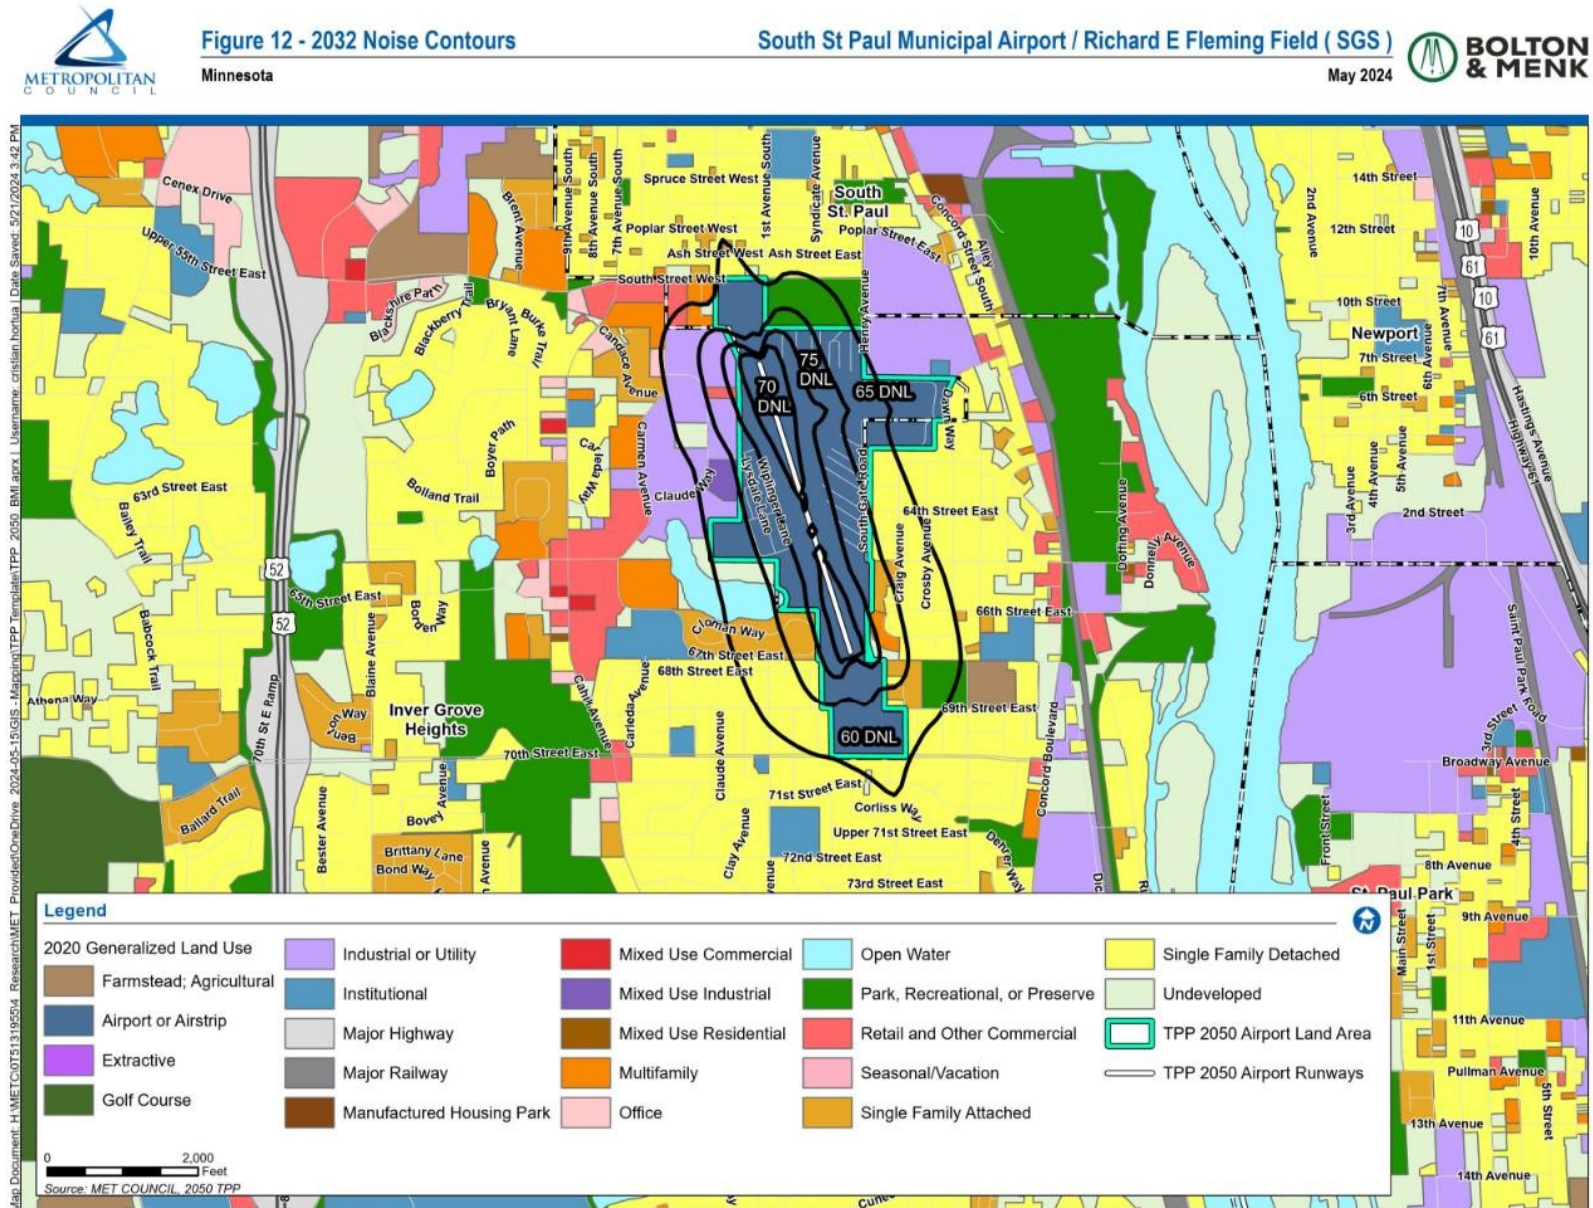 METROPOLITAN
COUNCIL
Figure 12 - 2032 Noise Contours
Minnesota
South St Paul Municipal Airport / Richard E Fleming Field ( SGS )
May 2024
BOLTON
& MENK
Cenex Drive
Upper 55th Street East
Brent Avenue
9th Avenue South
8th Avenue South
7th Avenue South
Spruce Street West
1st Avenue South
Syndicate Avenue
South
St. Paul
Poplar Street West
Poplar Street East
Ash Street West
Ash Street East
South Street West
Concord Street South
Alley
Henry Avenue
2nd Avenue
14th Street
12th Street
10th Avenue
10
61
10
61
10th Street
7th Avenue
Newport
7th Street
6th Avenue
6th Street
Hastings Avenue
Highway 61
Blackshire Path
Blackberry Trail
Bryant Lane
Burke Trail
Candace Avenue
75
DNL
70
DNL
65 DNL
Dawn Way
Boyer Path
Carleda Way
Carmen Avenue
Claude Way
Lysdale Lane
Wiplinger Lane
South Gate Road
63rd Street East
Bolland Trail
Bailey Trail
64th Street East
Craig Avenue
Crosby Avenue
Doffing Avenue
Donnelly Avenue
3rd Avenue
4th Avenue
5th Avenue
2nd Street
52
52
65th Street East
Borden Way
Blaine Avenue
Babcock Trail
Cloman Way
67th Street East
68th Street East
66th Street East
Saint Paul Park Road
Athena Way
70th St E Ramp
Benton Way
Inver Grove
Heights
Cahill Avenue
Carleda Avenue
Claude Avenue
69th Street East
60 DNL
Concord Boulevard
3rd Street
Broadway Avenue
70th Street East
71st Street East
Ballard Trail
Bester Avenue
Bovey Avenue
Corliss Way
Upper 71st Street East
Clay Avenue
72nd Street East
73rd Street East
Denver Way
Front Street
4th Street
8th Avenue
Brittany Lane
Bond Way
St. Paul Park
9th Avenue
Main Street
1st Street
11th Avenue
Pullman Avenue
5th Street
13th Avenue
14th Avenue
Legend
2020 Generalized Land Use
Farmstead; Agricultural
Airport or Airstrip
Extractive
Golf Course
Industrial or Utility
Institutional
Major Highway
Major Railway
Manufactured Housing Park
Mixed Use Commercial
Mixed Use Industrial
Mixed Use Residential
Multifamily
Office
Open Water
Park, Recreational, or Preserve
Retail and Other Commercial
Seasonal/Vacation
Single Family Attached
Single Family Detached
Undeveloped
TPP 2050 Airport Land Area
TPP 2050 Airport Runways
N
0 2,000
Feet
Source: MET COUNCIL, 2050 TPP